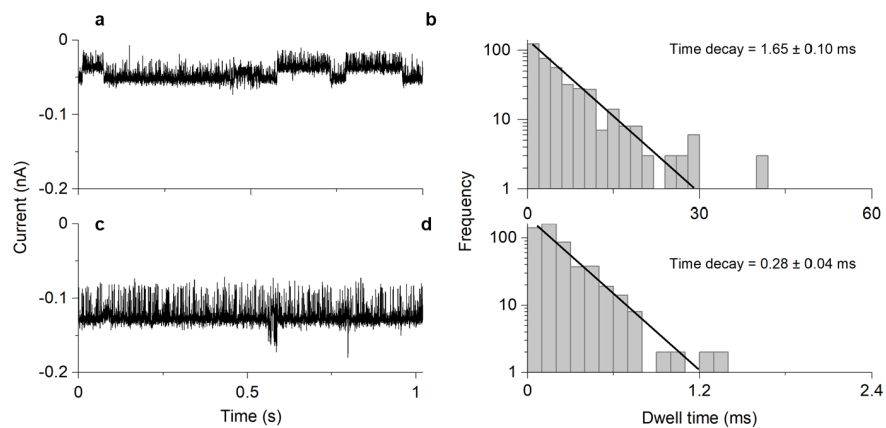 a
b
0
-0.1
-0.2
100
10
1
Time decay = 1.65 ± 0.10 ms
0
30
60
Current (nA)
Frequency
c
d
0
-0.1
-0.2
0
0.5
1
Time (s)
100
10
1
Time decay = 0.28 ± 0.04 ms
0
1.2
2.4
Dwell time (ms)